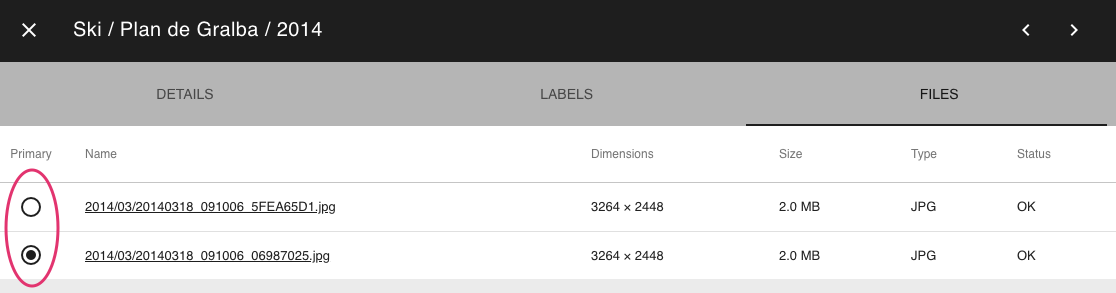 Ski / Plan de Gralba / 2014
DETAILS LABELS FILES
Primary Name Dimensions Size Type Status
2014/03/20140318_091006_5FEA65D1.jpg 3264 × 2448 2.0 MB JPG OK
2014/03/20140318_091006_06987025.jpg 3264 × 2448 2.0 MB JPG OK